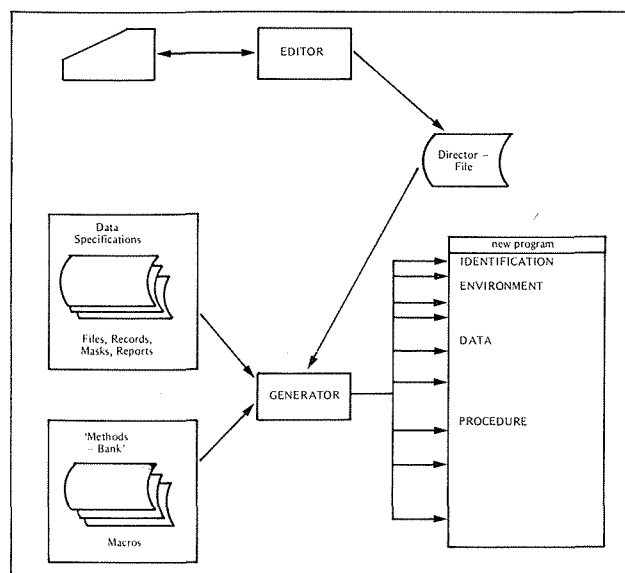 EDITOR
Director –
File
Data
Specifications
Files, Records,
Masks, Reports
GENERATOR
'Methods
– Bank'
Macros
new program
IDENTIFICATION
ENVIRONMENT
DATA
PROCEDURE